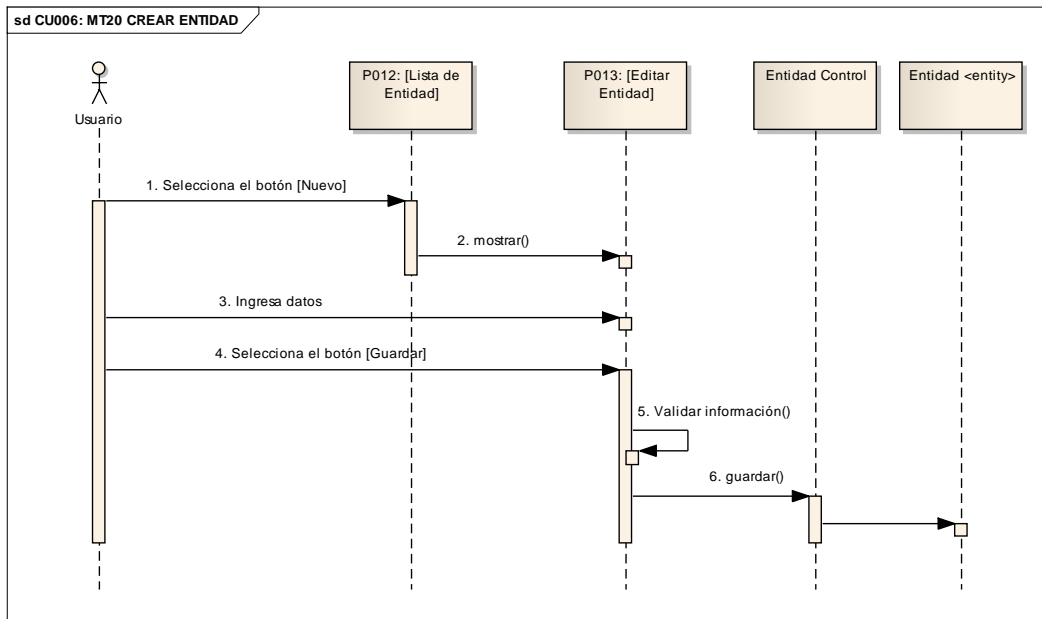 sd CU006: MT20 CREAR ENTIDAD
Usuario
P012: [Lista de
Entidad]
P013: [Editar
Entidad]
Entidad Control
Entidad <entity>
1. Selecciona el botón [Nuevo]
2. mostrar()
3. Ingresa datos
4. Selecciona el botón [Guardar]
5. Validar información()
6. guardar()